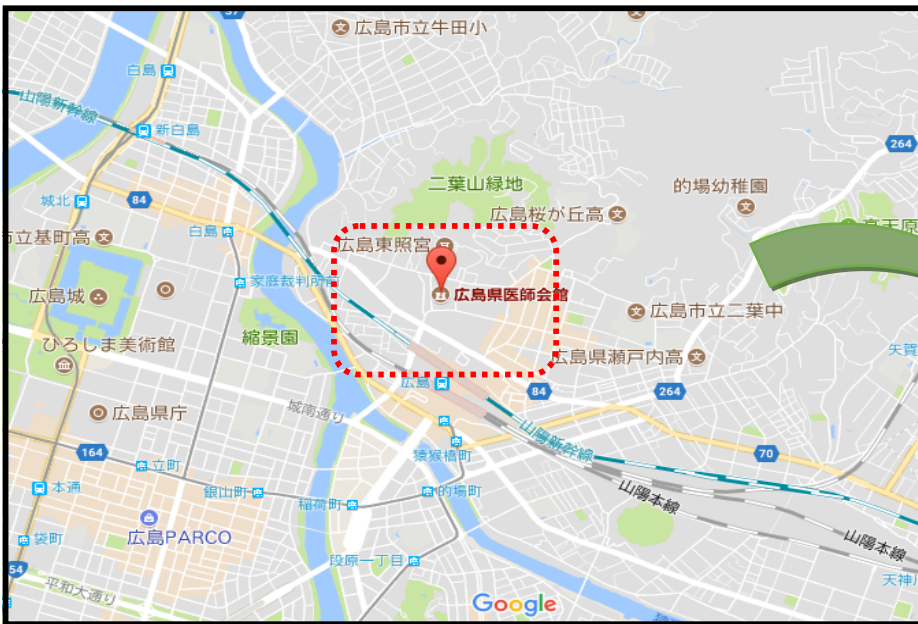 37
広島市立牛田小
白島
山陽新幹線
新白島
264
城北
84
二葉山緑地
的場幼稚園
広島桜が丘高
市立基町高
白島
広島東照宮
家庭裁判所前
広島城
広島県医師会館
広島市立二葉中
縮景園
ひろしま美術館
広島県瀬戸内高
矢賀
広島
84
264
広島県庁
城南通り
164
猿猴橋町
山陽新幹線
70
立町
本通
銀山町
稲荷町
的場町
山陽本線
広島PARCO
袋町
段原一丁目
山陽本線
54
平和大通り
天神川
Google